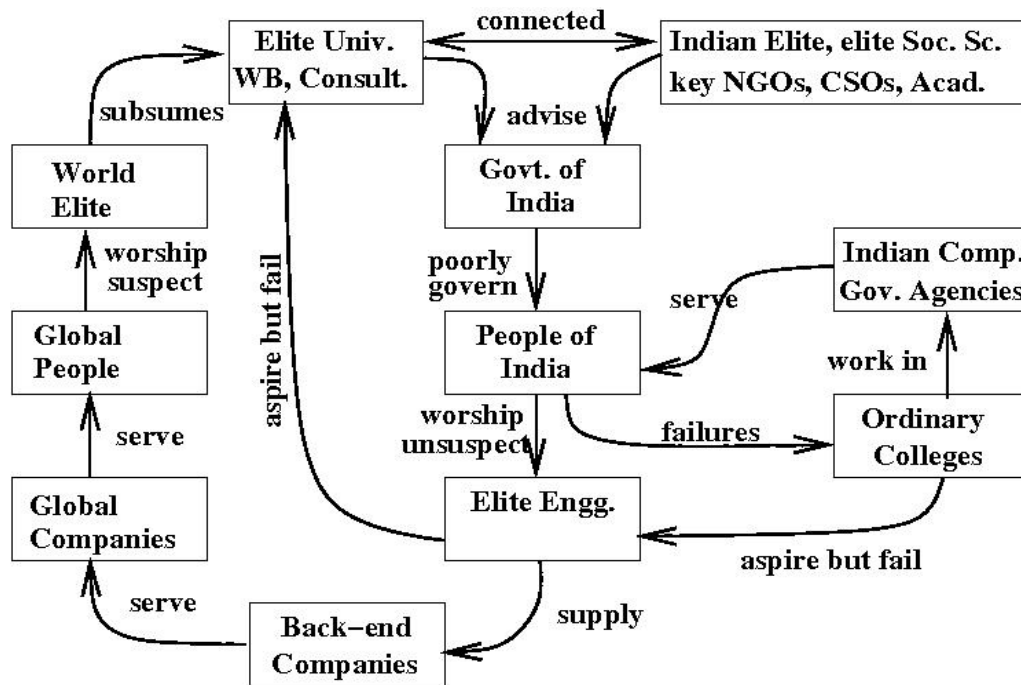 connected
Elite Univ.
WB, Consult.
Indian Elite, elite Soc. Sc.
key NGOs, CSOs, Acad.
subsumes
advise
World
Elite
Govt. of
India
worship
suspect
poorly
govern
aspire but fail
serve
Indian Comp.
Gov. Agencies
Global
People
People of
India
work in
serve
worship
unsuspect
failures
Ordinary
Colleges
Global
Companies
Elite Engg.
aspire but fail
serve
supply
Back-end
Companies